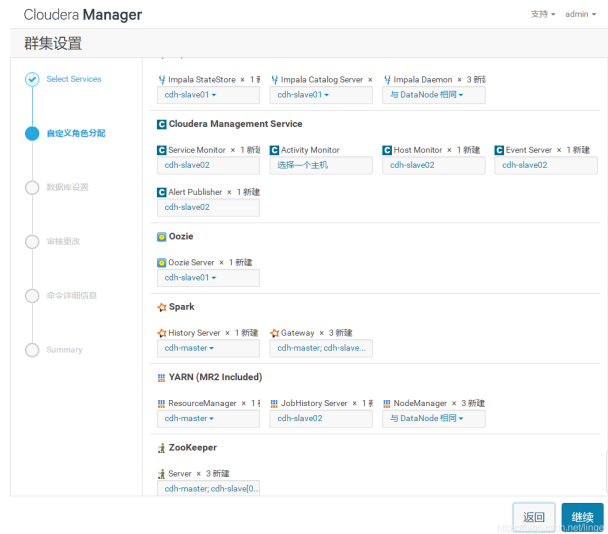 Cloudera Manager
支持 admin
群集设置
Select Services
自定义角色分配
数据库设置
审核更改
命令详细信息
Summary
Impala StateStore × 1 Impala Catalog Server × Impala Daemon × 3 新建
cdh-slave01 cdh-slave01 与 DataNode 相同
Cloudera Management Service
Service Monitor × 1 新建 Activity Monitor Host Monitor × 1 新建 Event Server × 1 新建
cdh-slave02 选择一个主机 cdh-slave02 cdh-slave02
Alert Publisher × 1 新建
cdh-slave02
Oozie
Oozie Server × 1 新建
cdh-slave01
Spark
History Server × 1 新建 Gateway × 3 新建
cdh-master cdh-master; cdh-slave...
YARN (MR2 Included)
ResourceManager × 1 JobHistory Server × 1 NodeManager × 3 新建
cdh-master cdh-slave02 与 DataNode 相同
ZooKeeper
Server × 3 新建
cdh-master; cdh-slave[0...
返回 继续